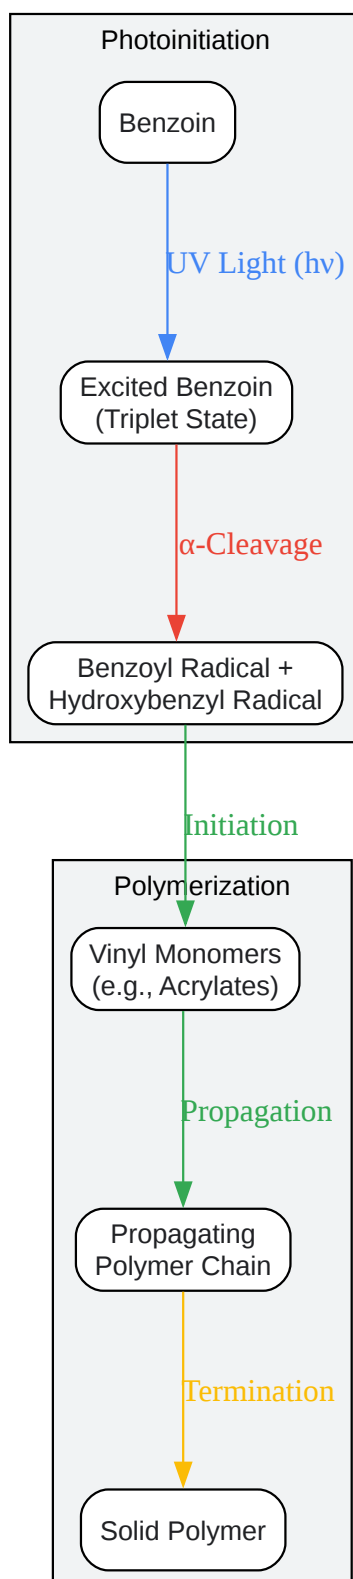 Photoinitiation
Benzoin
UV Light (hν)
Excited Benzoin
(Triplet State)
α-Cleavage
Benzoyl Radical +
Hydroxybenzyl Radical
Initiation
Polymerization
Vinyl Monomers
(e.g., Acrylates)
Propagation
Propagating
Polymer Chain
Termination
Solid Polymer